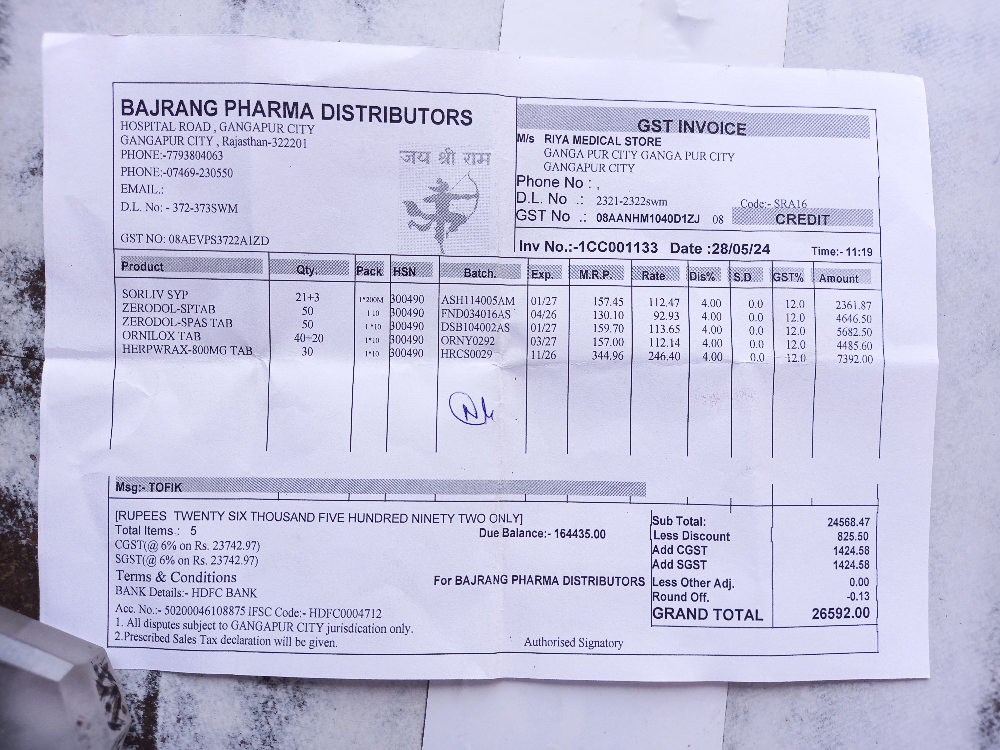 BAJRANG PHARMA DISTRIBUTORS
HOSPITAL ROAD , GANGAPUR CITY
GANGAPUR CITY , Rajasthan-322201
PHONE:-7793804063
PHONE:-07469-230550
EMAIL.:
D.L. No: - 372-373SWM
GST NO: 08AEVPS3722A1ZD
जय श्री राम
GST INVOICE
M/s RIYA MEDICAL STORE
GANGA PUR CITY GANGA PUR CITY
GANGAPUR CITY
Phone No : ,
D.L. No .: 2321-2322swm Code:- SRA16
GST No .: 08AANHM1040D1ZJ 08 CREDIT
Inv No.:-1CC001133 Date :28/05/24 Time:- 11:19
Product Qty. Pack HSN Batch. Exp. M.R.P. Rate Dis% S.D. GST% Amount
SORLIV SYP 21+3 1*200M 300490 ASH114005AM 01/27 157.45 112.47 4.00 0.0 12.0 2361.87
ZERODOL-SPTAB 50 1 10 300490 FND034016AS 04/26 130.10 92.93 4.00 0.0 12.0 4646.50
ZERODOL-SPAS TAB 50 1*10 300490 DSB104002AS 01/27 159.70 113.65 4.00 0.0 12.0 5682.50
ORNILOX TAB 40+20 1*10 300490 ORNY0292 03/27 157.00 112.14 4.00 0.0 12.0 4485.60
HERPWRAX-800MG TAB 30 1*10 300490 HRCS0029 11/26 344.96 246.40 4.00 0.0 12.0 7392.00
Msg:- TOFIK
[RUPEES TWENTY SIX THOUSAND FIVE HUNDRED NINETY TWO ONLY]
Total Items : 5 Due Balance:- 164435.00
CGST(@ 6% on Rs. 23742.97)
SGST(@ 6% on Rs. 23742.97)
Terms & Conditions For BAJRANG PHARMA DISTRIBUTORS
BANK Details:- HDFC BANK
Acc. No.:- 50200046108875 IFSC Code:- HDFC0004712
1. All disputes subject to GANGAPUR CITY jurisdication only.
2.Prescribed Sales Tax declaration will be given. Authorised Signatory
Sub Total: 24568.47
Less Discount 825.50
Add CGST 1424.58
Add SGST 1424.58
Less Other Adj. 0.00
Round Off. -0.13
GRAND TOTAL 26592.00